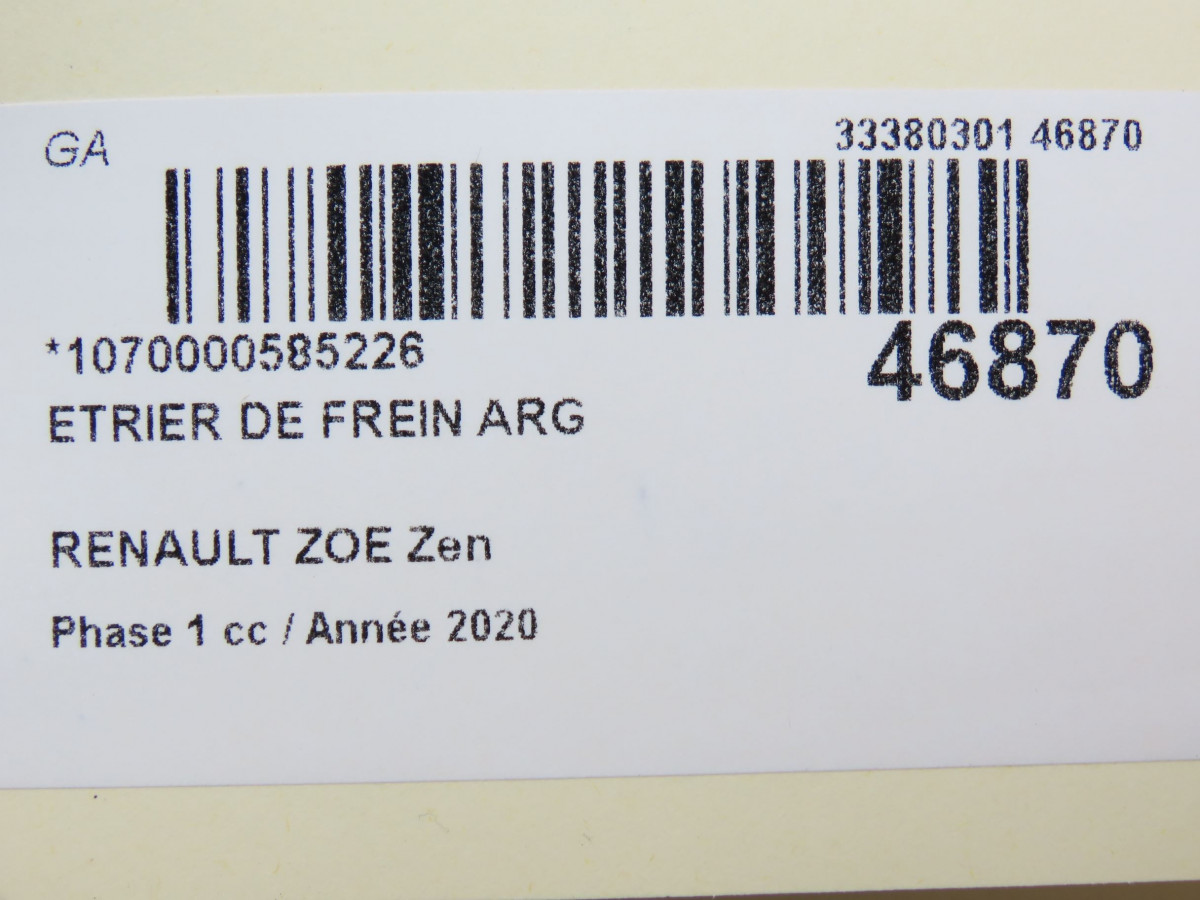 GA
33380301 46870
*1070000585226
46870
ETRIER DE FREIN ARG
RENAULT ZOE Zen
Phase 1 cc / Année 2020